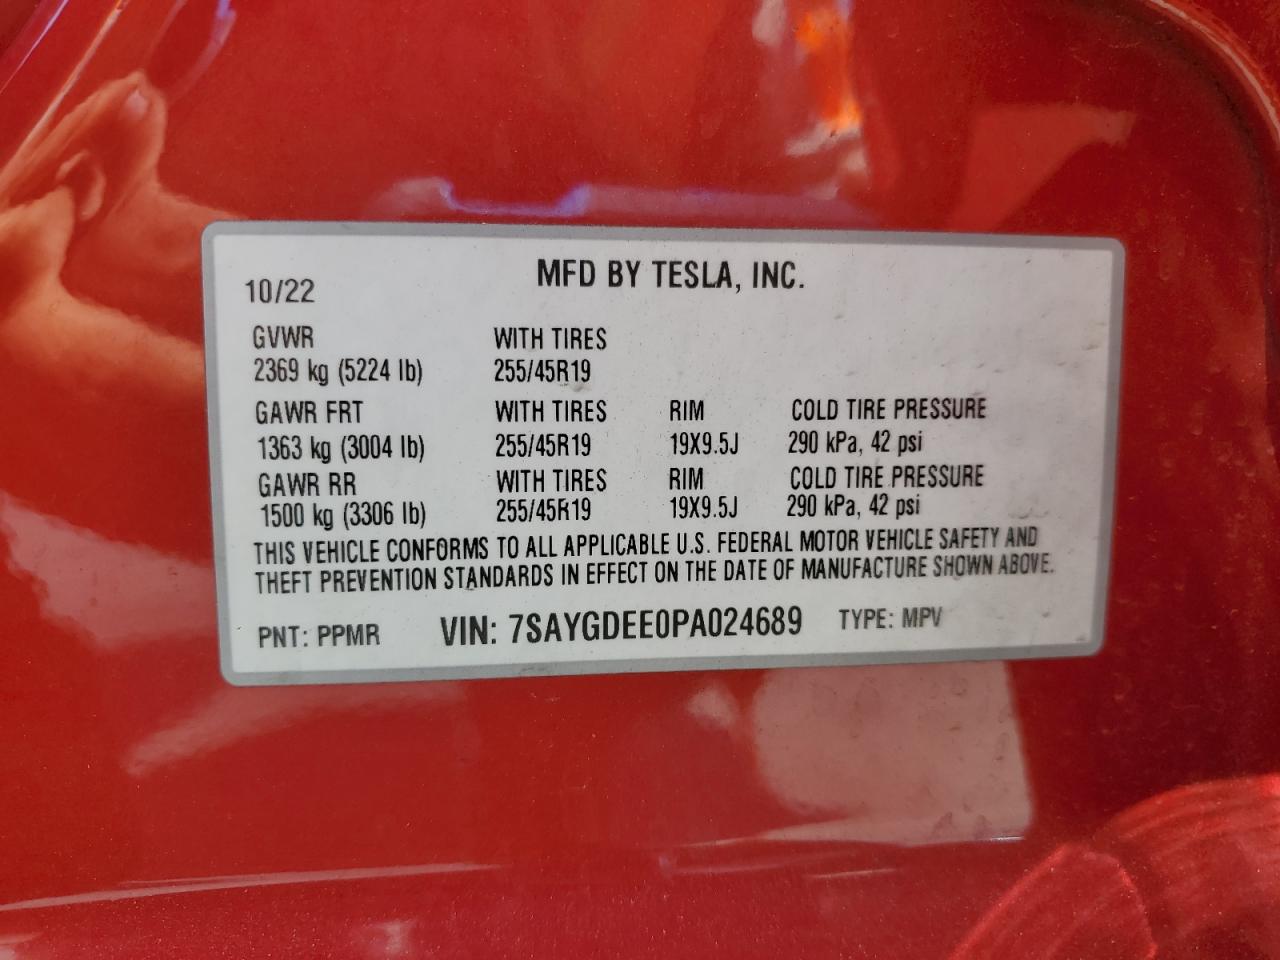 MFD BY TESLA, INC.
10/22
GVWR WITH TIRES
2369 kg (5224 lb) 255/45R19
GAWR FRT WITH TIRES RIM COLD TIRE PRESSURE
1363 kg (3004 lb) 255/45R19 19X9.5J 290 kPa, 42 psi
GAWR RR WITH TIRES RIM COLD TIRE PRESSURE
1500 kg (3306 lb) 255/45R19 19X9.5J 290 kPa, 42 psi
THIS VEHICLE CONFORMS TO ALL APPLICABLE U.S. FEDERAL MOTOR VEHICLE SAFETY AND
THEFT PREVENTION STANDARDS IN EFFECT ON THE DATE OF MANUFACTURE SHOWN ABOVE.
PNT: PPMR VIN: 7SAYGDEE0PA024689 TYPE: MPV